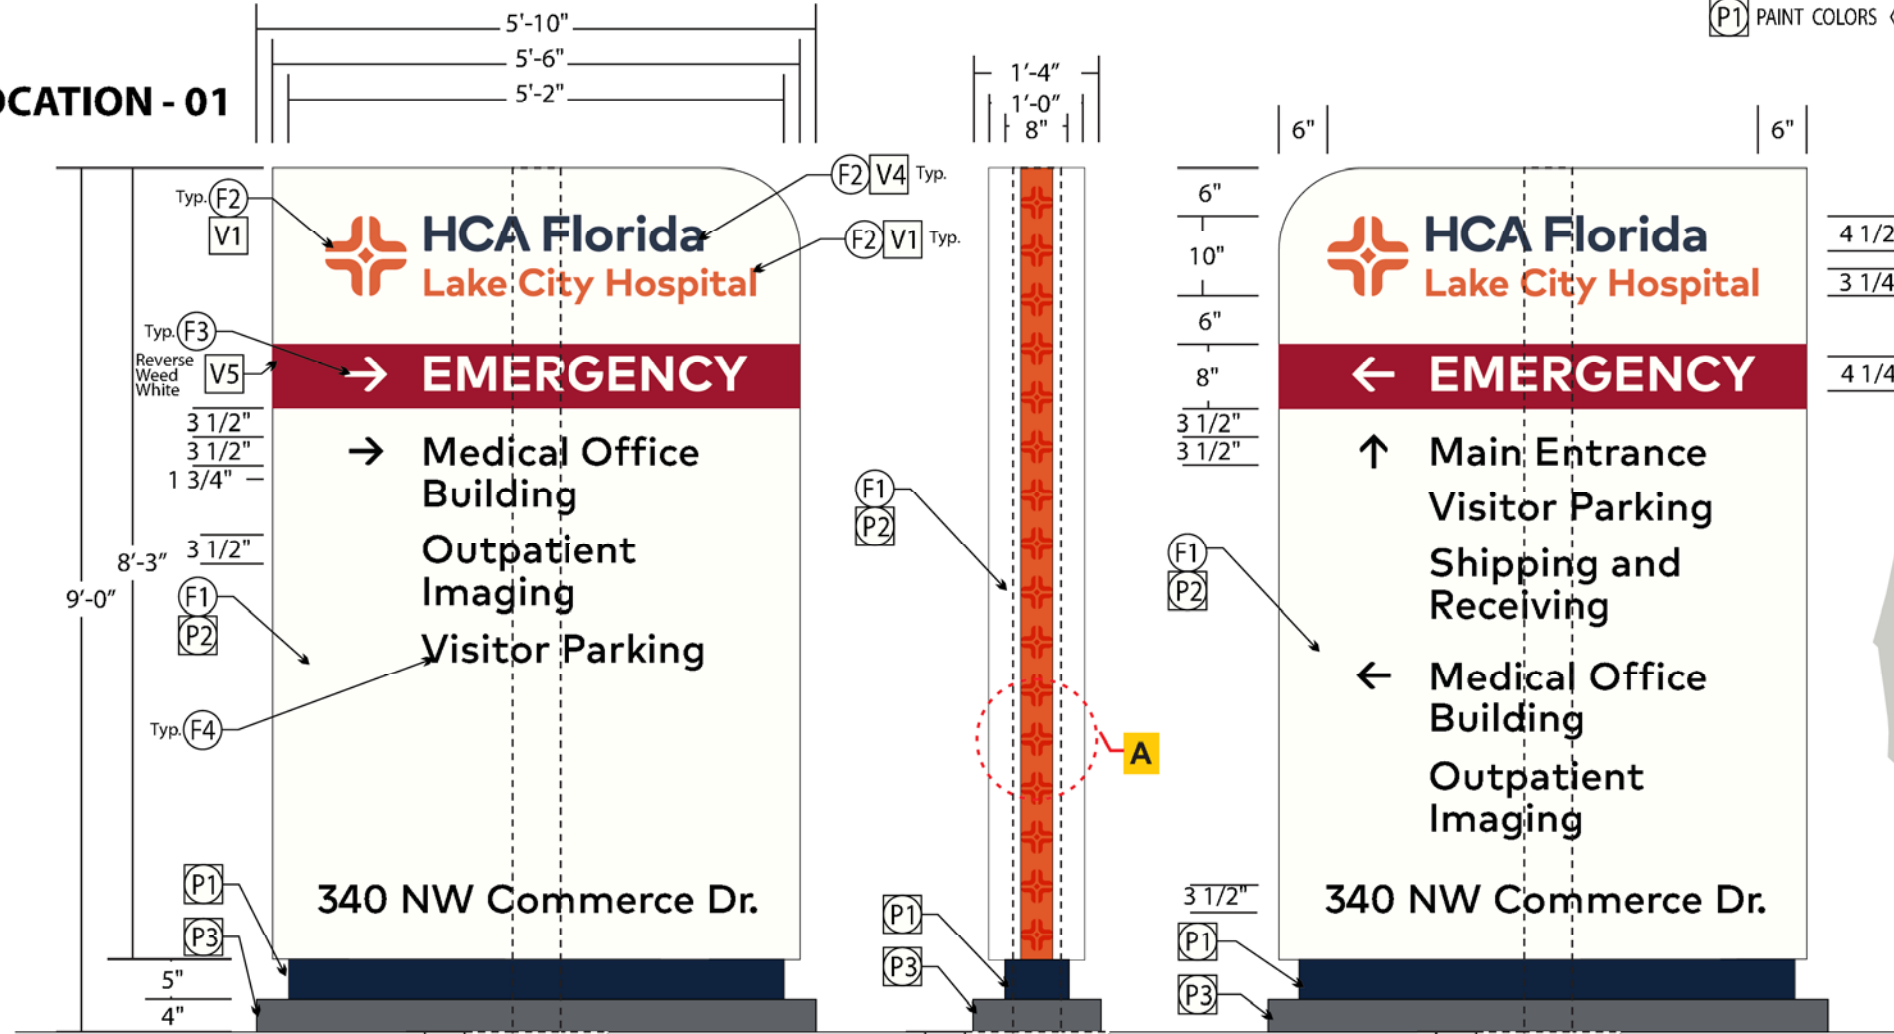 P1 PAINT COLORS
OCATION - 01
5'-10"
5'-6"
5'-2"
9'-0"
8'-3"
Typ. F2
V1
F2 V4 Typ.
F2 V1 Typ.
HCA Florida
Lake City Hospital
Typ. F3
Reverse
Weed
White
V5
→ EMERGENCY
3 1/2"
3 1/2"
1 3/4"
3 1/2"
→ Medical Office
Building
Outpatient
Imaging
Visitor Parking
F1
P2
Typ. F4
340 NW Commerce Dr.
P1
P3
5"
4"
1'-4"
1'-0"
8"
F1
P2
A
P1
P3
6"
6"
6"
10"
6"
8"
3 1/2"
3 1/2"
HCA Florida
Lake City Hospital
4 1/2
3 1/4
← EMERGENCY
4 1/4
↑ Main Entrance
Visitor Parking
Shipping and
Receiving
← Medical Office
Building
Outpatient
Imaging
F1
P2
3 1/2"
340 NW Commerce Dr.
P1
P3